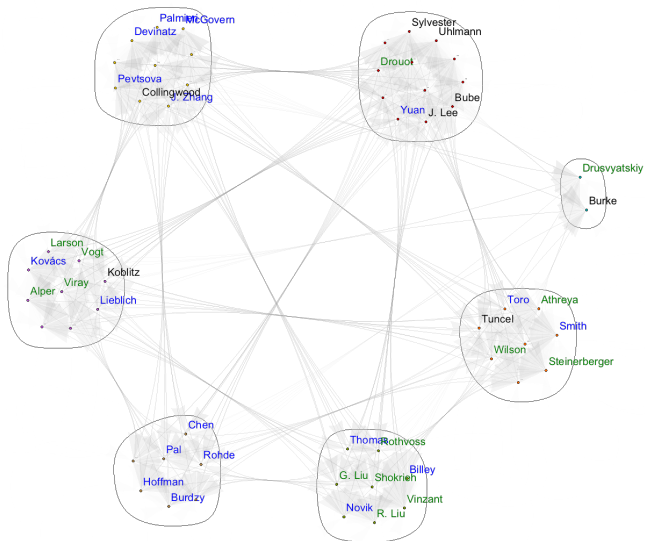 Palmieri
McGovern
Devinatz
Pevtsova
Collingwood
J. Zhang
Sylvester
Uhlmann
Drouot
Bube
Yuan
J. Lee
Drusvyatskiy
Burke
Larson
Vogt
Kovács
Koblitz
Viray
Alper
Lieblich
Toro
Athreya
Tuncel
Smith
Wilson
Steinerberger
Chen
Pal
Rohde
Hoffman
Burdzy
Thomas
Rothvoss
Billey
G. Liu
Shokrieh
Vinzant
Novik
R. Liu